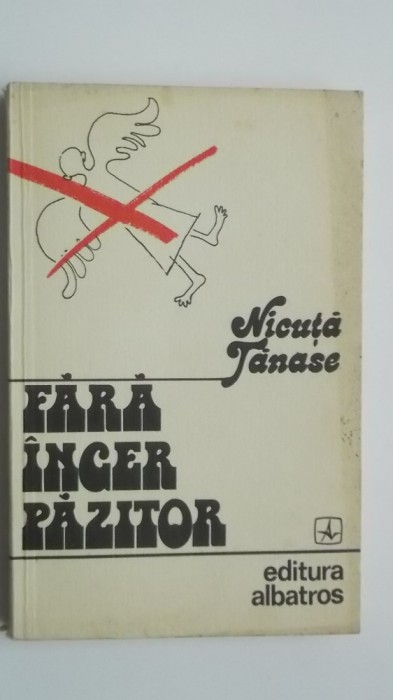 Nicuță
Tănase
FĂRĂ
ÎNGER
PĂZITOR
editura
albatros